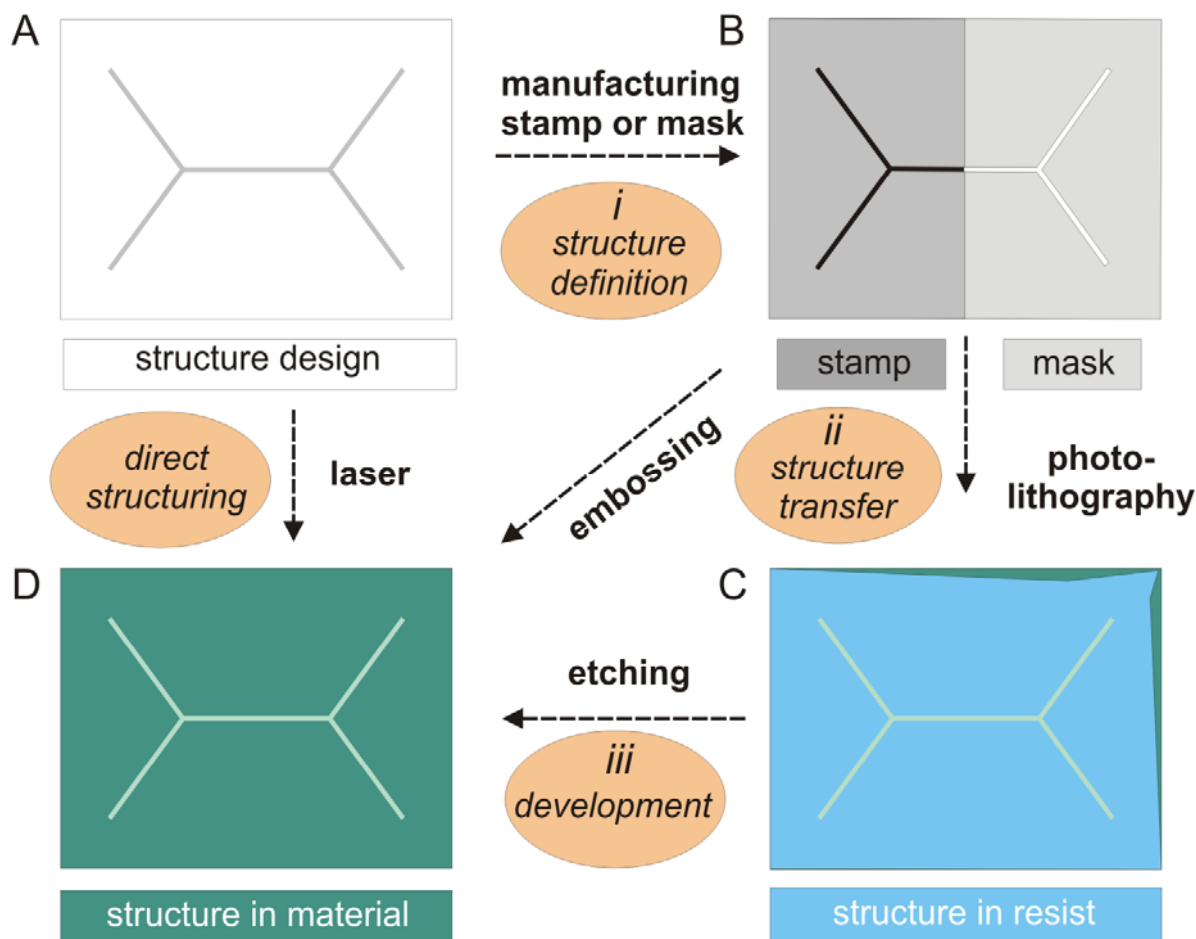 A
manufacturing
stamp or mask
i
structure
definition
B
structure design
stamp
mask
direct
structuring
laser
embossing
ii
structure
transfer
photo-
lithography
D
etching
iii
development
C
structure in material
structure in resist